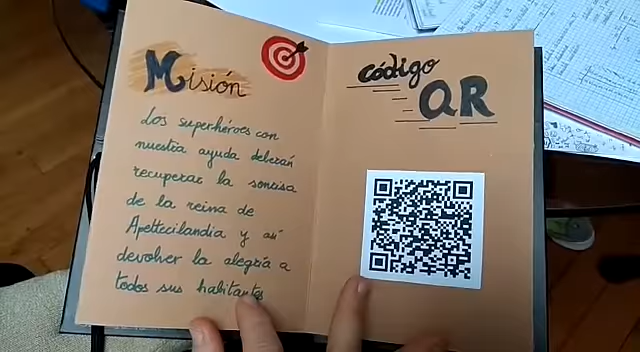 Misión
Los superhéroes con
nuestra ayuda deberán
recuperar la sonrisa
de la reina de
Apettecilandia y así
devolver la alegría a
todos sus habitantes
código
QR